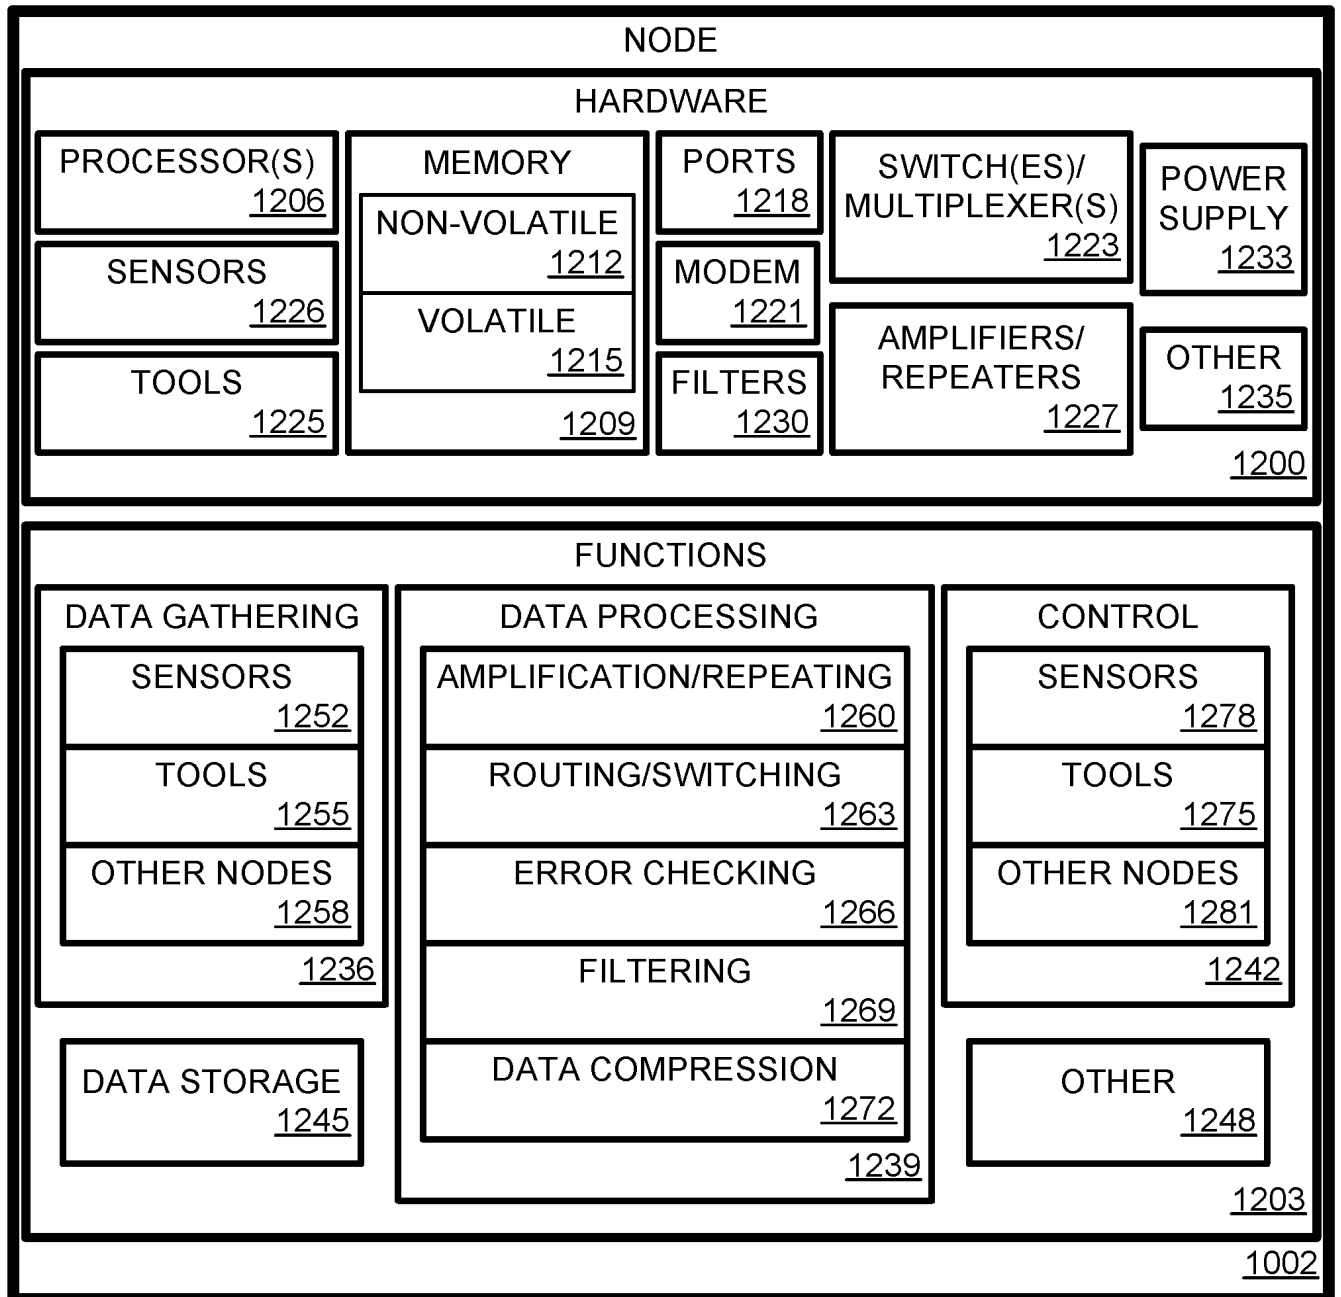 NODE
HARDWARE
PROCESSOR(S)
1206
SENSORS
1226
TOOLS
1225
MEMORY
NON-VOLATILE
1212
VOLATILE
1215
1209
PORTS
1218
MODEM
1221
FILTERS
1230
SWITCH(ES)/
MULTIPLEXER(S)
1223
AMPLIFIERS/
REPEATERS
1227
POWER
SUPPLY
1233
OTHER
1235
1200
FUNCTIONS
DATA GATHERING
SENSORS
1252
TOOLS
1255
OTHER NODES
1258
1236
DATA STORAGE
1245
DATA PROCESSING
AMPLIFICATION/REPEATING
1260
ROUTING/SWITCHING
1263
ERROR CHECKING
1266
FILTERING
1269
DATA COMPRESSION
1272
1239
CONTROL
SENSORS
1278
TOOLS
1275
OTHER NODES
1281
1242
OTHER
1248
1203
1002